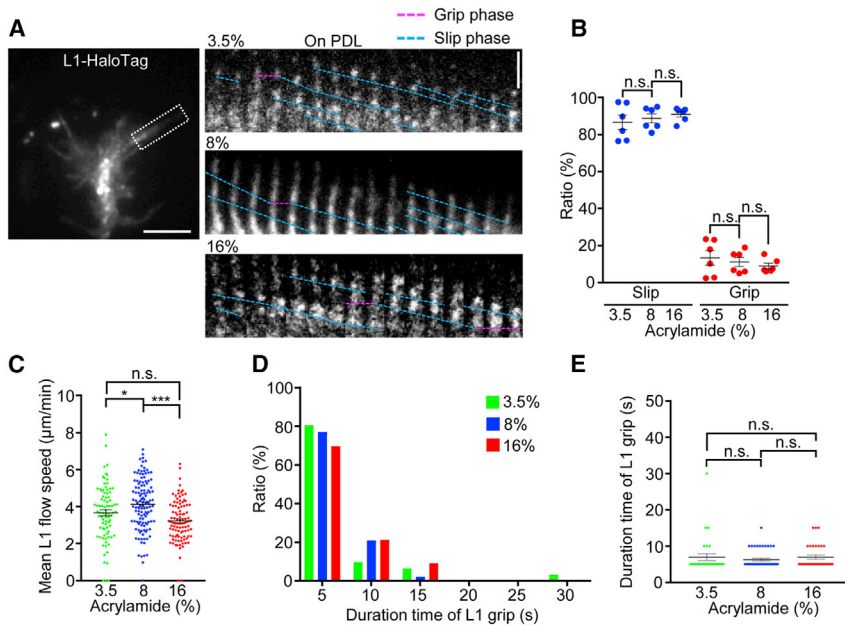 A
L1-HaloTag
3.5%
On PDL
Grip phase
Slip phase
8%
16%
B
n.s.
n.s.
Ratio (%)
100
80
60
40
20
0
n.s.
n.s.
Slip
Grip
3.5
8
16
3.5
8
16
Acrylamide (%)
C
n.s.
*
***
Mean L1 flow speed (µm/min)
10
8
6
4
2
0
3.5
8
16
Acrylamide (%)
D
Ratio (%)
100
80
60
40
20
0
3.5%
8%
16%
5
10
15
20
25
30
Duration time of L1 grip (s)
E
Duration time of L1 grip (s)
50
40
30
20
10
0
n.s.
n.s.
n.s.
3.5
8
16
Acrylamide (%)